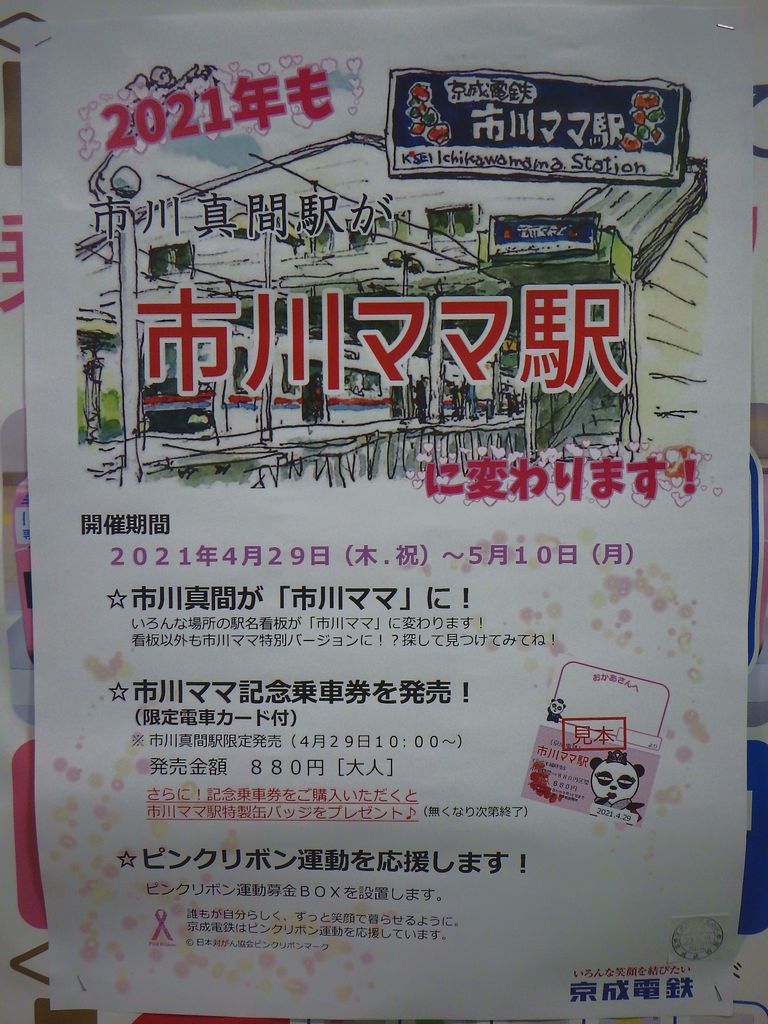 2021年も
京成電鉄
市川ママ駅
KSEI Ichikawamama Station
市川真間駅が
市川ママ駅
に変わります！
開催期間
２０２１年４月２９日（木．祝）～５月１０日（月）
☆市川真間が「市川ママ」に！
いろんな場所の駅名看板が「市川ママ」に変わります！
看板以外も市川ママ特別バージョンに！？探して見つけてみてね！
☆市川ママ記念乗車券を発売！
（限定電車カード付）
※市川真間駅限定発売（４月２９日１０：００～）
発売金額　８８０円［大人］
さらに！記念乗車券をご購入いただくと
市川ママ駅特製缶バッジをプレゼント♪（無くなり次第終了）
おかあさんへ
より
見本
市川ママ駅
880円
2021.4.29
☆ピンクリボン運動を応援します！
ピンクリボン運動募金ＢＯＸを設置します。
誰もが自分らしく、ずっと笑顔で暮らせるように。
京成電鉄はピンクリボン運動を応援しています。
Pink Ribbon
©日本対がん協会ピンクリボンマーク
いろんな笑顔を結びたい
京成電鉄